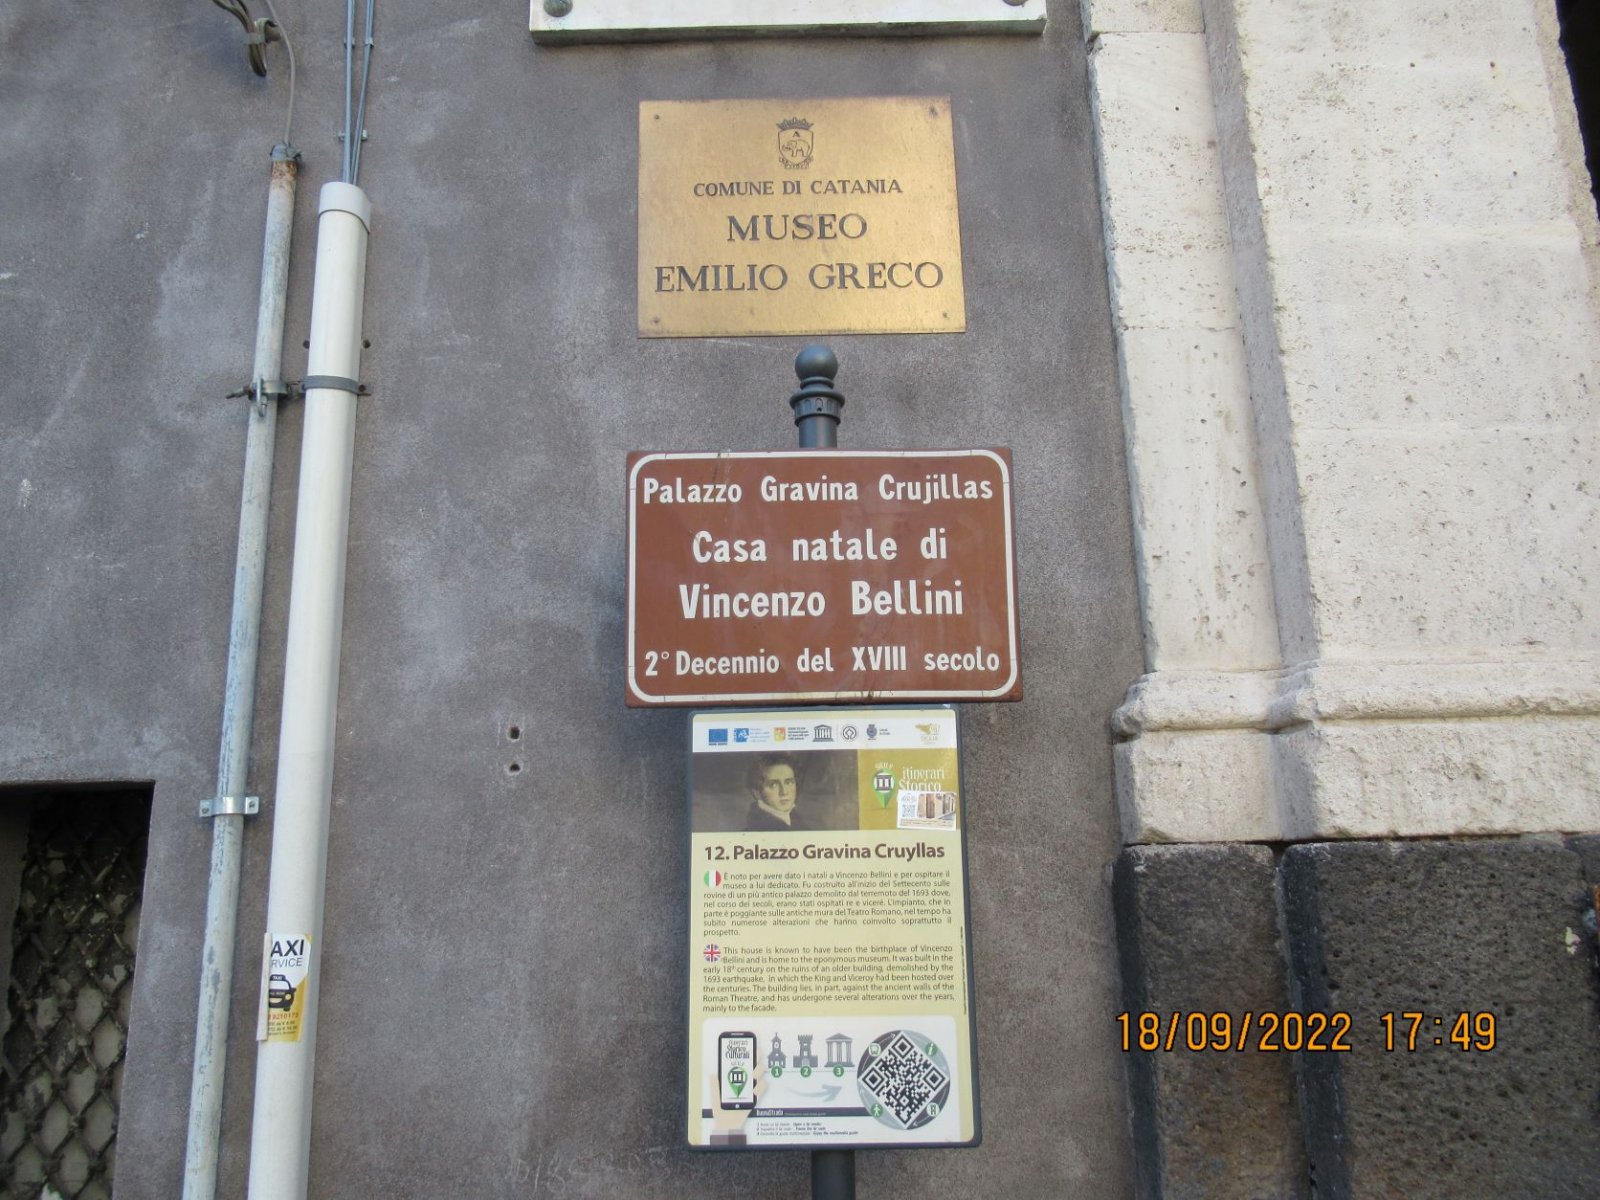 COMUNE DI CATANIA
MUSEO
EMILIO GRECO
Palazzo Gravina Crujillas
Casa natale di
Vincenzo Bellini
2° Decennio del XVIII secolo
itinerari
Storico
12. Palazzo Gravina Cruyllas
È noto per avere dato i natali a Vincenzo Bellini e per ospitare il
museo a lui dedicato. Fu costruito all'inizio del Settecento sulle
rovine di un più antico palazzo demolito dal terremoto del 1693 dove,
nel corso dei secoli, erano stati ospitati re e viceré. L'impianto, che in
parte è poggiante sulle antiche mura del Teatro Romano, nel tempo ha
subito numerose alterazioni che hanno coinvolto soprattutto il
prospetto.
This house is known to have been the birthplace of Vincenzo
Bellini and is home to the eponymous museum. It was built in the
early 18th century on the ruins of an older building, demolished by the
1693 earthquake, in which the King and Viceroy had been hosted over
the centuries. The building lies, in part, against the ancient walls of the
Roman Theatre, and has undergone several alterations over the years,
mainly to the facade.
itinerari
Storico
Culturali
1 2 3
AXI
RVICE
TAXI
18/09/2022 17:49